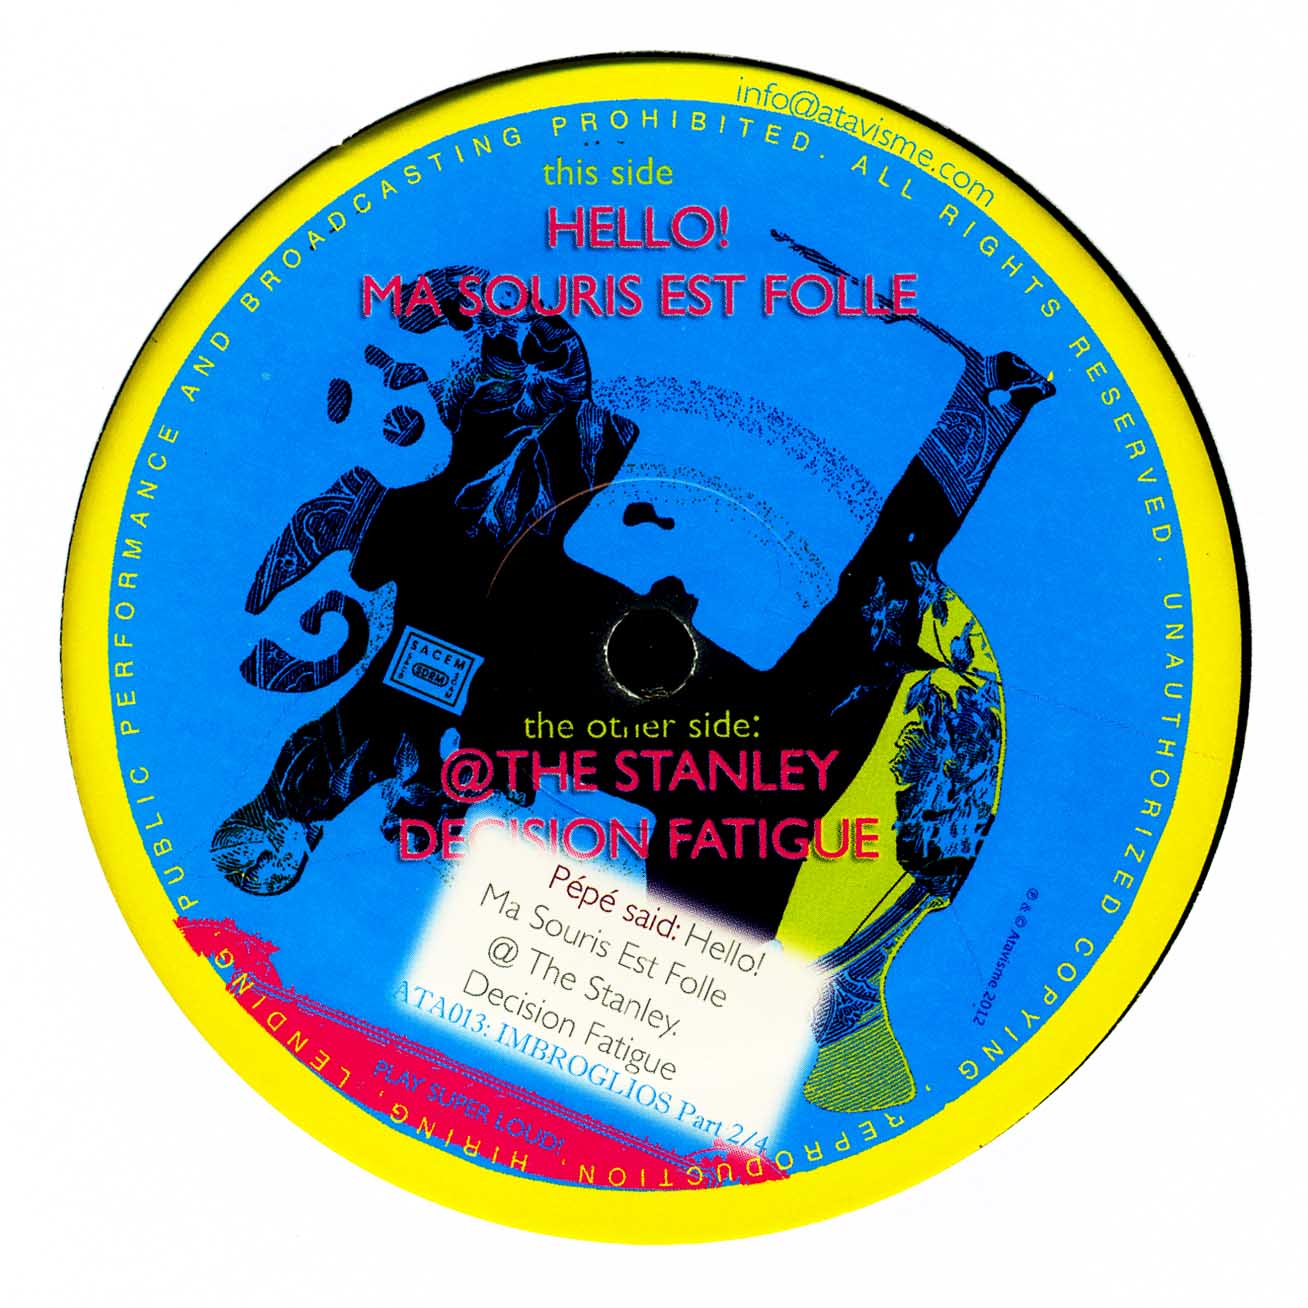 info@atavisme.com
PUBLIC PERFORMANCE AND BROADCASTING PROHIBITED. ALL RIGHTS RESERVED. UNAUTHORIZED COPYING, REPRODUCTION, HIRING, LENDING,
this side
HELLO!
MA SOURIS EST FOLLE
SACEM
SDRM
the other side:
@THE STANLEY
DECISION FATIGUE
Pépé said: Hello!
Ma Souris Est Folle
@ The Stanley.
Decision Fatigue
ATA013: IMBROGLIOS Part 2/4
℗ & © Atavisme 2012
PLAY SUPER LOUD!